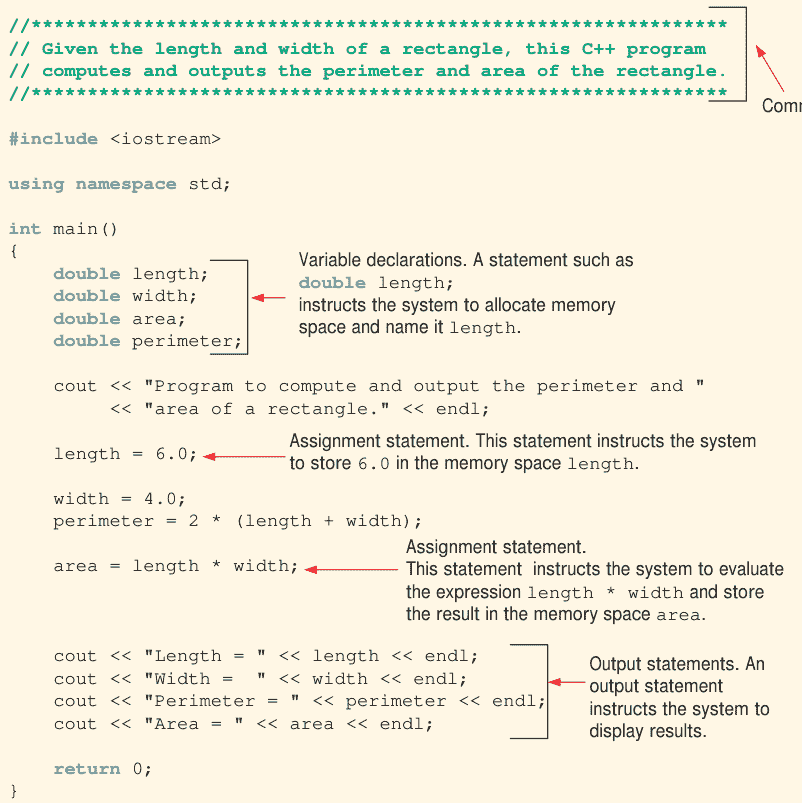 //**************************************************************
// Given the length and width of a rectangle, this C++ program
// computes and outputs the perimeter and area of the rectangle.
//**************************************************************
#include <iostream>
using namespace std;
int main()
{
double length;
double width;
double area;
double perimeter;
Variable declarations. A statement such as
double length;
instructs the system to allocate memory
space and name it length.
cout << "Program to compute and output the perimeter and "
<< "area of a rectangle." << endl;
length = 6.0;
Assignment statement. This statement instructs the system
to store 6.0 in the memory space length.
width = 4.0;
perimeter = 2 * (length + width);
area = length * width;
Assignment statement.
This statement instructs the system to evaluate
the expression length * width and store
the result in the memory space area.
cout << "Length = " << length << endl;
cout << "Width =  " << width << endl;
cout << "Perimeter = " << perimeter << endl;
cout << "Area = " << area << endl;
Output statements. An
output statement
instructs the system to
display results.
return 0;
}